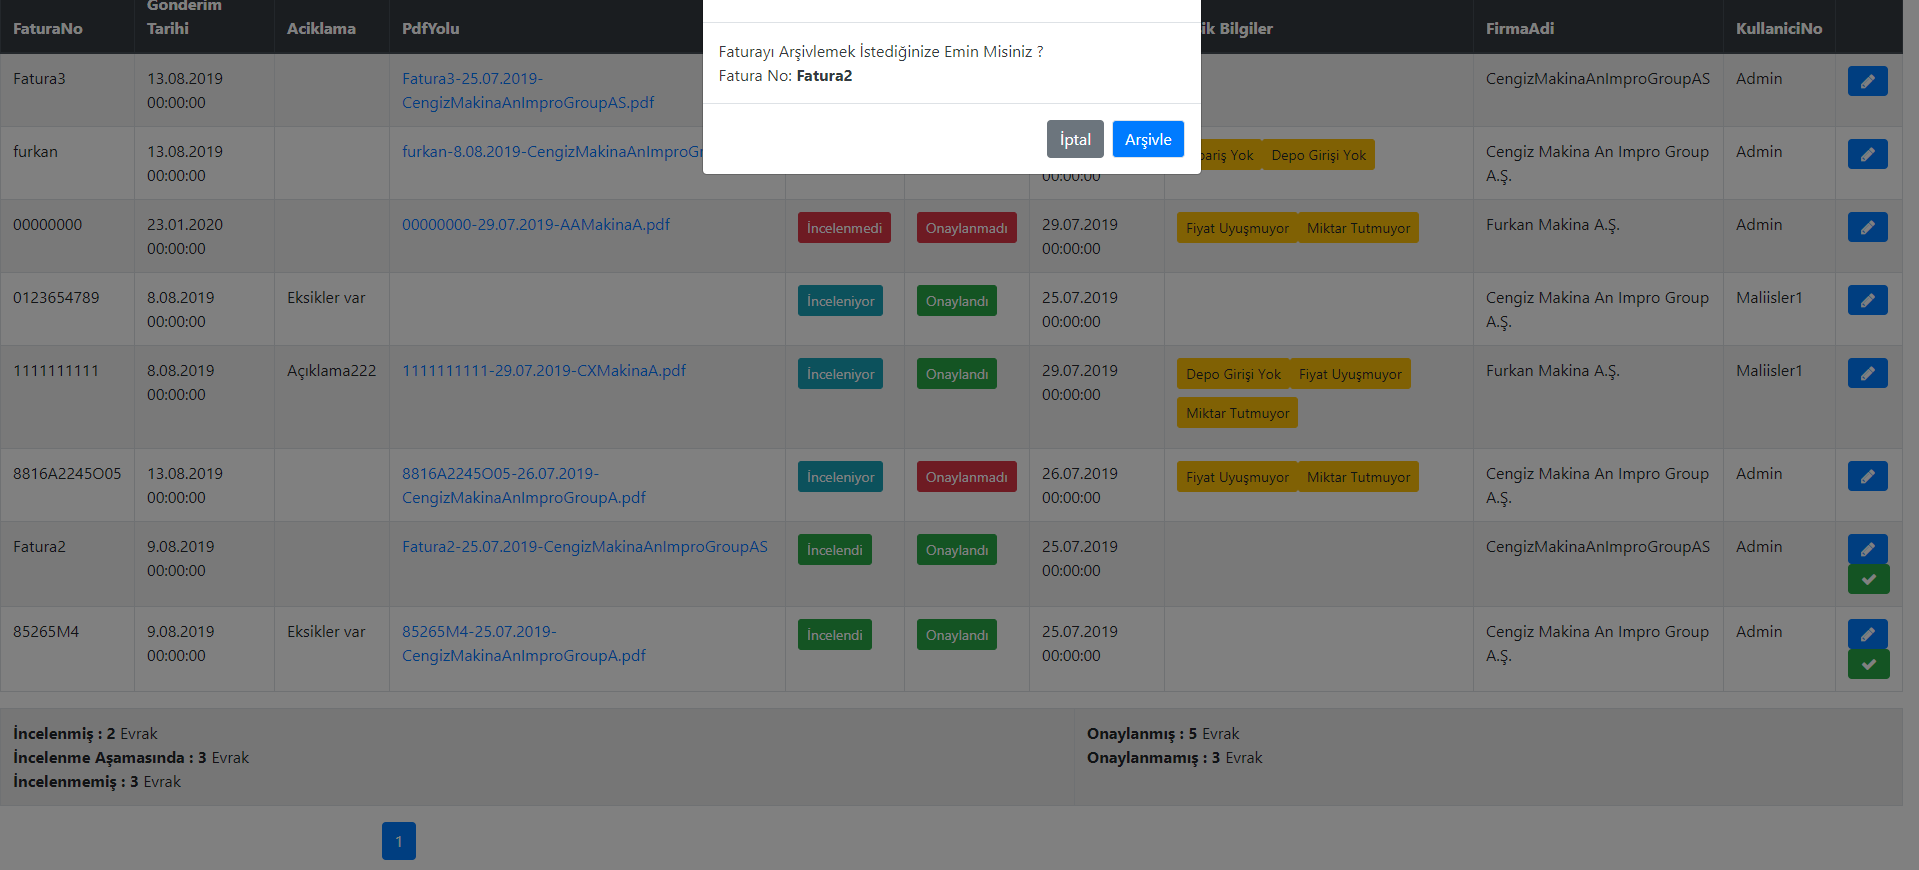 FaturaNo
Gönderim
Tarihi
Aciklama
PdfYolu
ik Bilgiler
FirmaAdi
KullaniciNo
Faturayı Arşivlemek İstediğinize Emin Misiniz ?
Fatura No: Fatura2
İptal
Arşivle
Fatura3
13.08.2019
00:00:00
Fatura3-25.07.2019-
CengizMakinaAnImproGroupAS.pdf
CengizMakinaAnImproGroupAS
Admin
furkan
13.08.2019
00:00:00
furkan-8.08.2019-CengizMakinaAnImproGr
00:00:00
pariş Yok
Depo Girişi Yok
Cengiz Makina An Impro Group
A.Ş.
Admin
00000000
23.01.2020
00:00:00
00000000-29.07.2019-AAMakinaA.pdf
İncelenmedi
Onaylanmadı
29.07.2019
00:00:00
Fiyat Uyuşmuyor
Miktar Tutmuyor
Furkan Makina A.Ş.
Admin
0123654789
8.08.2019
00:00:00
Eksikler var
İnceleniyor
Onaylandı
25.07.2019
00:00:00
Cengiz Makina An Impro Group
A.Ş.
Maliisler1
1111111111
8.08.2019
00:00:00
Açıklama222
1111111111-29.07.2019-CXMakinaA.pdf
İnceleniyor
Onaylandı
29.07.2019
00:00:00
Depo Girişi Yok
Fiyat Uyuşmuyor
Miktar Tutmuyor
Furkan Makina A.Ş.
Maliisler1
8816A2245O05
13.08.2019
00:00:00
8816A2245O05-26.07.2019-
CengizMakinaAnImproGroupA.pdf
İnceleniyor
Onaylanmadı
26.07.2019
00:00:00
Fiyat Uyuşmuyor
Miktar Tutmuyor
Cengiz Makina An Impro Group
A.Ş.
Admin
Fatura2
9.08.2019
00:00:00
Fatura2-25.07.2019-CengizMakinaAnImproGroupAS
İncelendi
Onaylandı
25.07.2019
00:00:00
CengizMakinaAnImproGroupAS
Admin
85265M4
9.08.2019
00:00:00
Eksikler var
85265M4-25.07.2019-
CengizMakinaAnImproGroupA.pdf
İncelendi
Onaylandı
25.07.2019
00:00:00
Cengiz Makina An Impro Group
A.Ş.
Admin
İncelenmiş : 2 Evrak
İncelenme Aşamasında : 3 Evrak
İncelenmemiş : 3 Evrak
Onaylanmış : 5 Evrak
Onaylanmamış : 3 Evrak
1